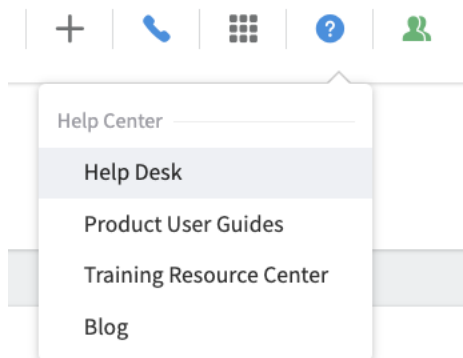 ?
Help Center
Help Desk
Product User Guides
Training Resource Center
Blog